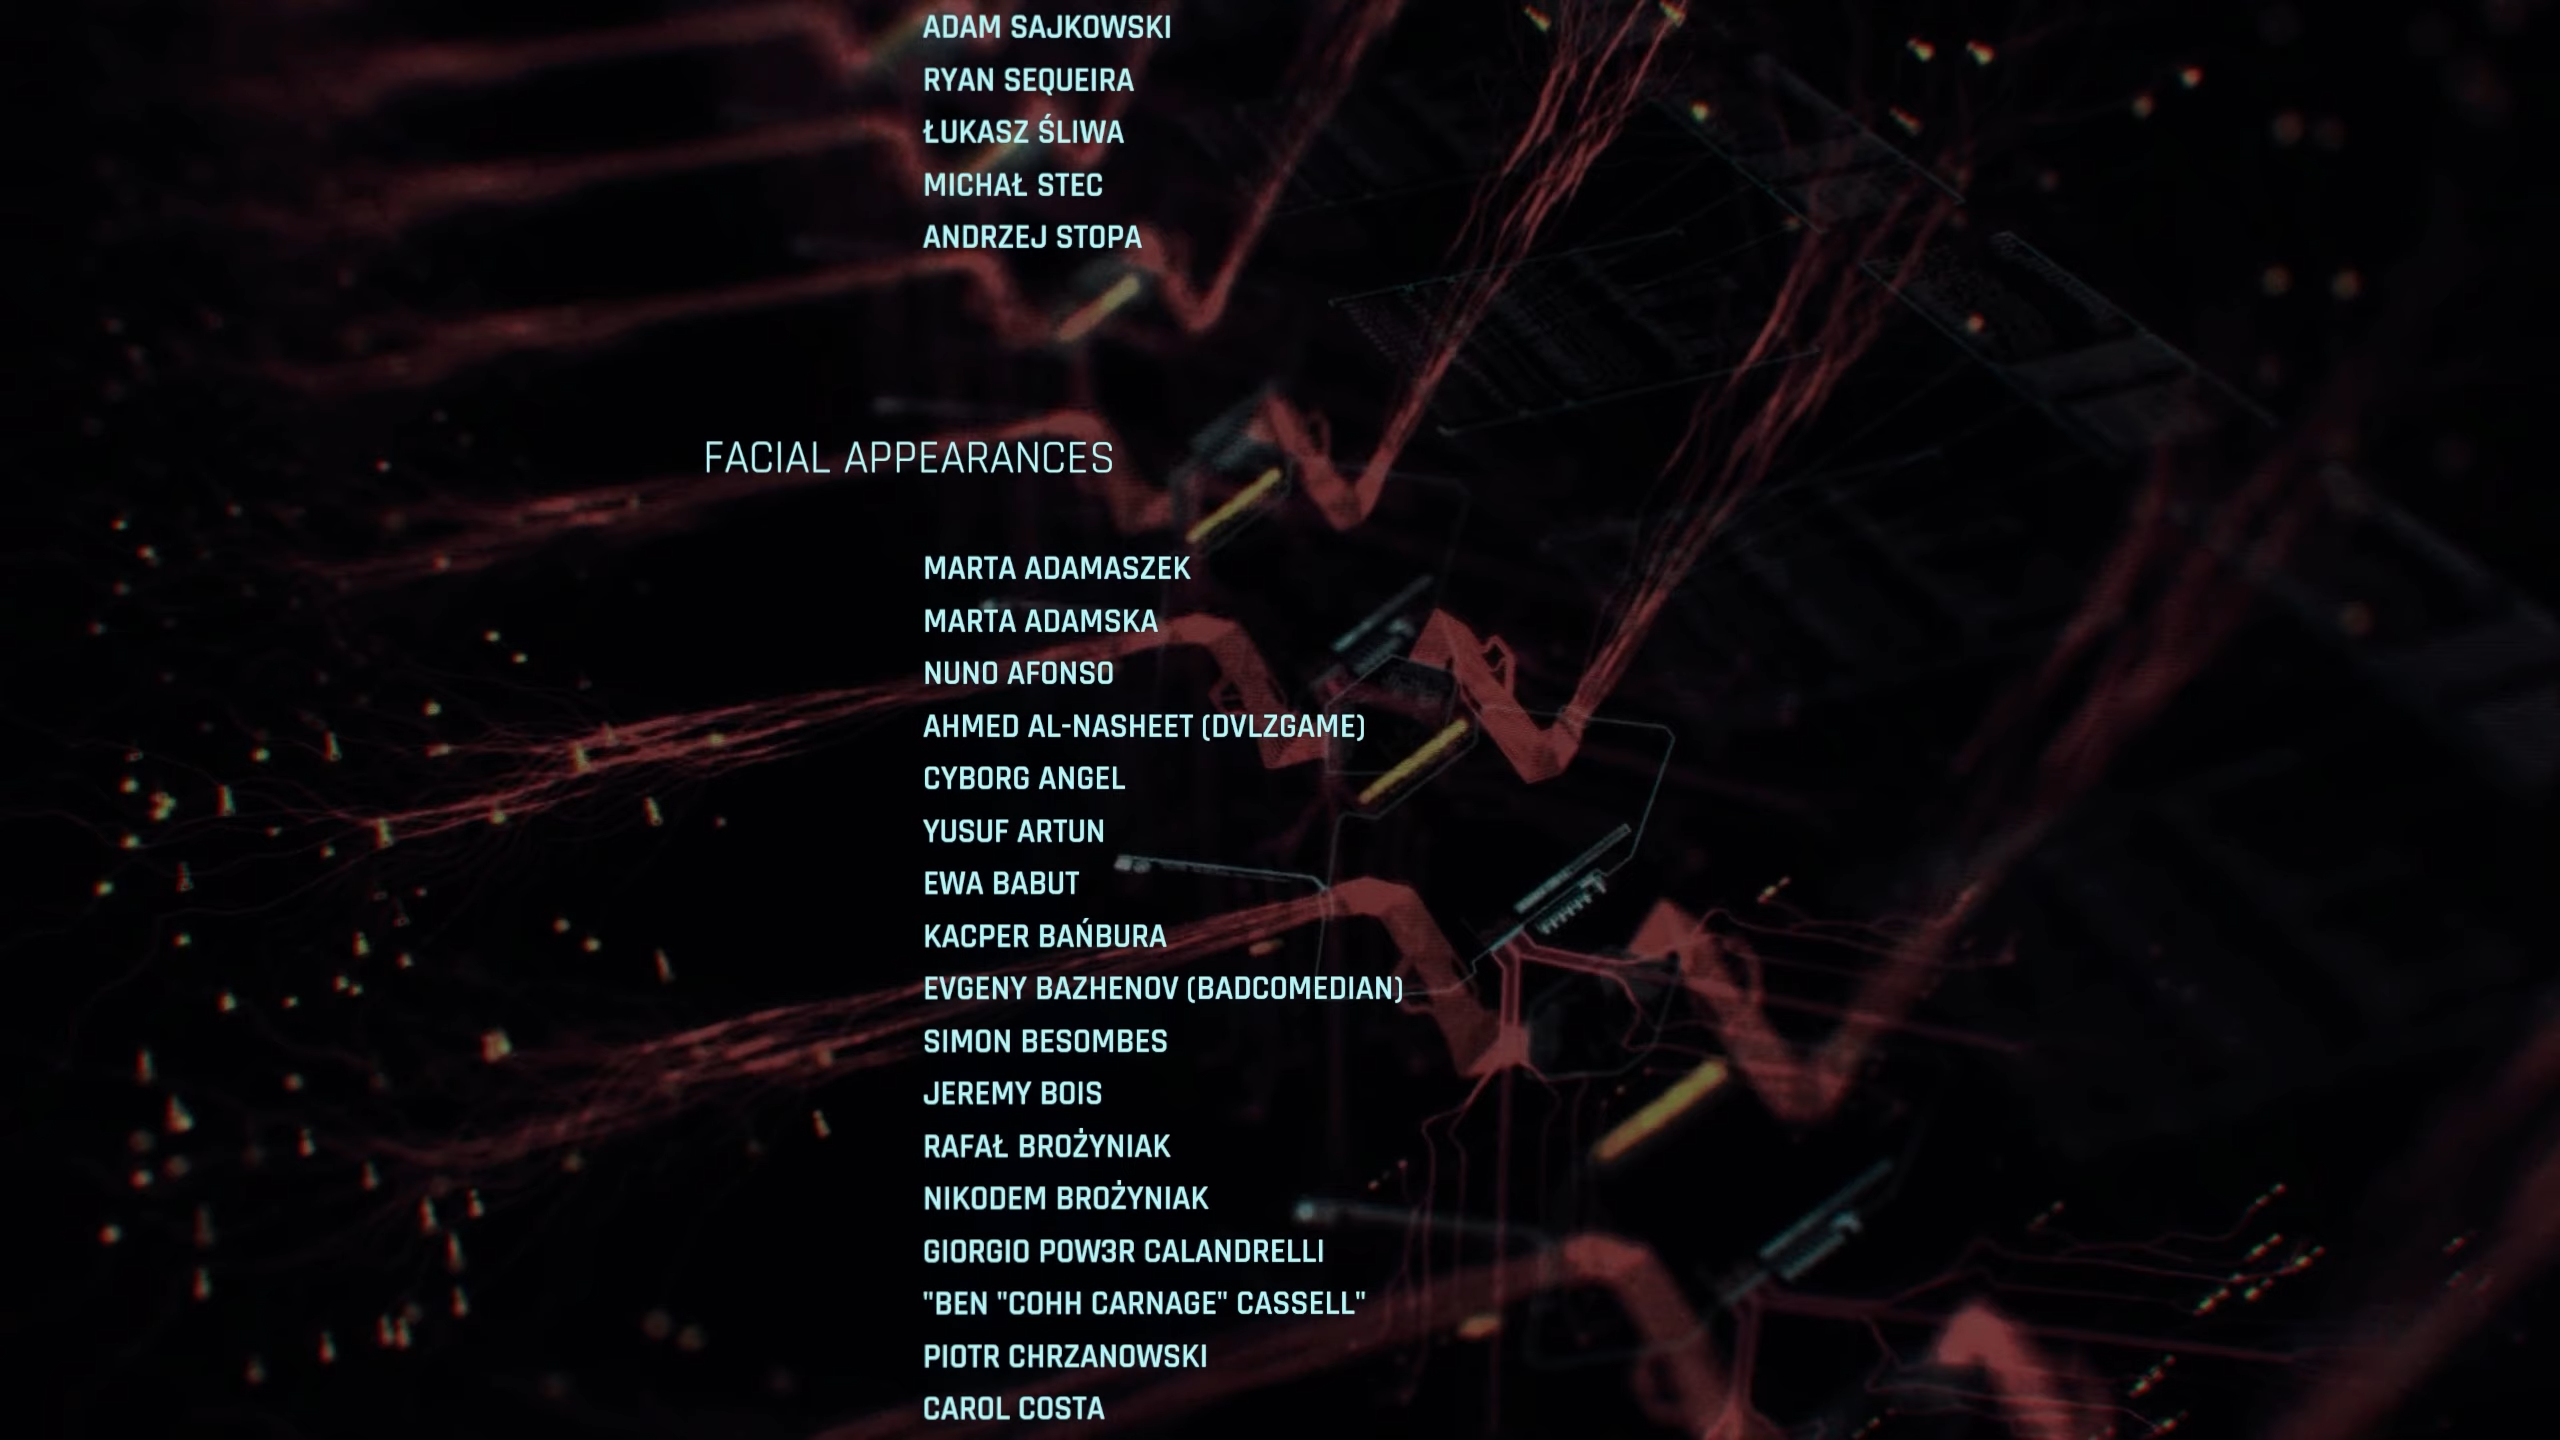 ADAM SAJKOWSKI
RYAN SEQUEIRA
ŁUKASZ ŚLIWA
MICHAŁ STEC
ANDRZEJ STOPA
FACIAL APPEARANCES
MARTA ADAMASZEK
MARTA ADAMSKA
NUNO AFONSO
AHMED AL-NASHEET (DVLZGAME)
CYBORG ANGEL
YUSUF ARTUN
EWA BABUT
KACPER BAŃBURA
EVGENY BAZHENOV (BADCOMEDIAN)
SIMON BESOMBES
JEREMY BOIS
RAFAŁ BROŻYNIAK
NIKODEM BROŻYNIAK
GIORGIO POW3R CALANDRELLI
"BEN "COHH CARNAGE" CASSELL"
PIOTR CHRZANOWSKI
CAROL COSTA